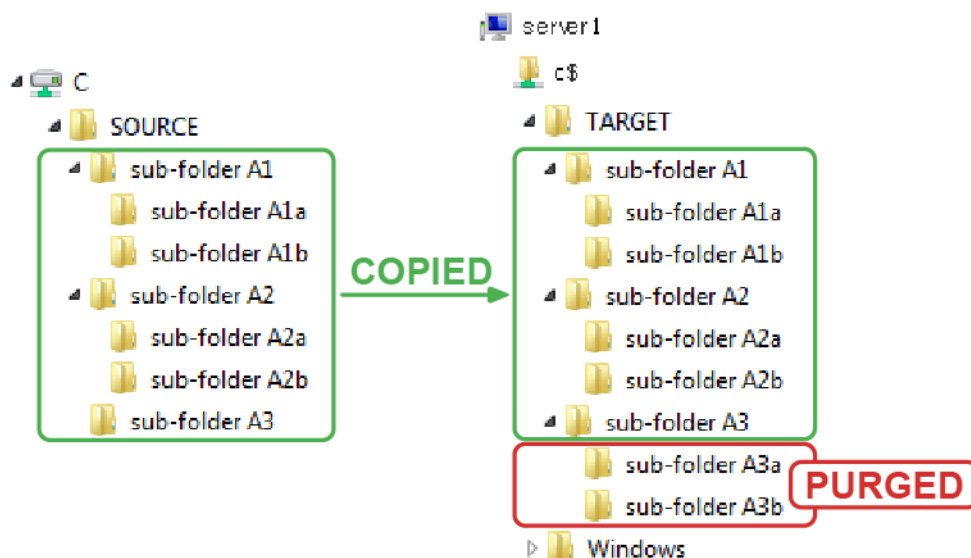 C
SOURCE
sub-folder A1
sub-folder A1a
sub-folder A1b
sub-folder A2
sub-folder A2a
sub-folder A2b
sub-folder A3
COPIED
server1
c$
TARGET
sub-folder A1
sub-folder A1a
sub-folder A1b
sub-folder A2
sub-folder A2a
sub-folder A2b
sub-folder A3
sub-folder A3a
sub-folder A3b
PURGED
Windows